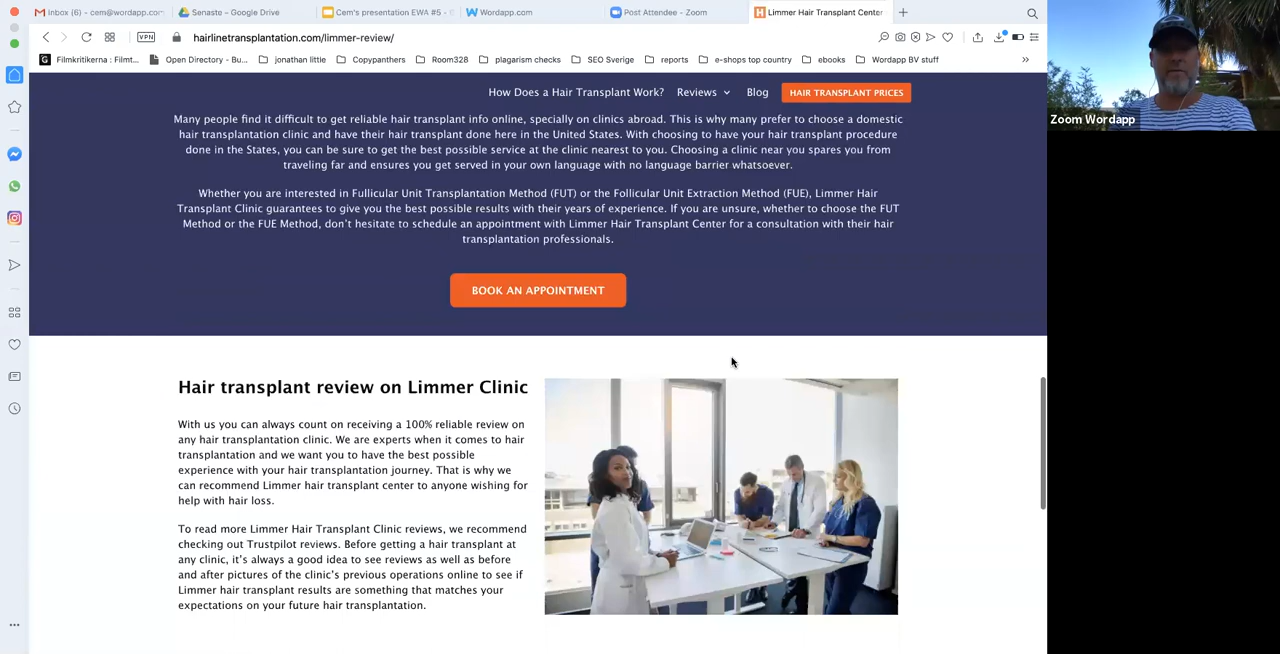 Inbox (6) - cem@wordapp.com
Senaste – Google Drive
Cem's presentation EWA #5 -
Wordapp.com
Post Attendee - Zoom
Limmer Hair Transplant Center
VPN
hairlinetransplantation.com/limmer-review/
Filmkritikerna : Filmt...
Open Directory - Bu...
jonathan little
Copypanthers
Room328
plagarism checks
SEO Sverige
reports
e-shops top country
ebooks
Wordapp BV stuff
How Does a Hair Transplant Work?
Reviews
Blog
HAIR TRANSPLANT PRICES
Many people find it difficult to get reliable hair transplant info online, specially on clinics abroad. This is why many prefer to choose a domestic
hair transplantation clinic and have their hair transplant done here in the United States. With choosing to have your hair transplant procedure
done in the States, you can be sure to get the best possible service at the clinic nearest to you. Choosing a clinic near you spares you from
traveling far and ensures you get served in your own language with no language barrier whatsoever.
Whether you are interested in Fullicular Unit Transplantation Method (FUT) or the Follicular Unit Extraction Method (FUE), Limmer Hair
Transplant Clinic guarantees to give you the best possible results with their years of experience. If you are unsure, whether to choose the FUT
Method or the FUE Method, don't hesitate to schedule an appointment with Limmer Hair Transplant Center for a consultation with their hair
transplantation professionals.
BOOK AN APPOINTMENT
Hair transplant review on Limmer Clinic
With us you can always count on receiving a 100% reliable review on
any hair transplantation clinic. We are experts when it comes to hair
transplantation and we want you to have the best possible
experience with your hair transplantation journey. That is why we
can recommend Limmer hair transplant center to anyone wishing for
help with hair loss.
To read more Limmer Hair Transplant Clinic reviews, we recommend
checking out Trustpilot reviews. Before getting a hair transplant at
any clinic, it's always a good idea to see reviews as well as before
and after pictures of the clinic's previous operations online to see if
Limmer hair transplant results are something that matches your
expectations on your future hair transplantation.
Zoom Wordapp